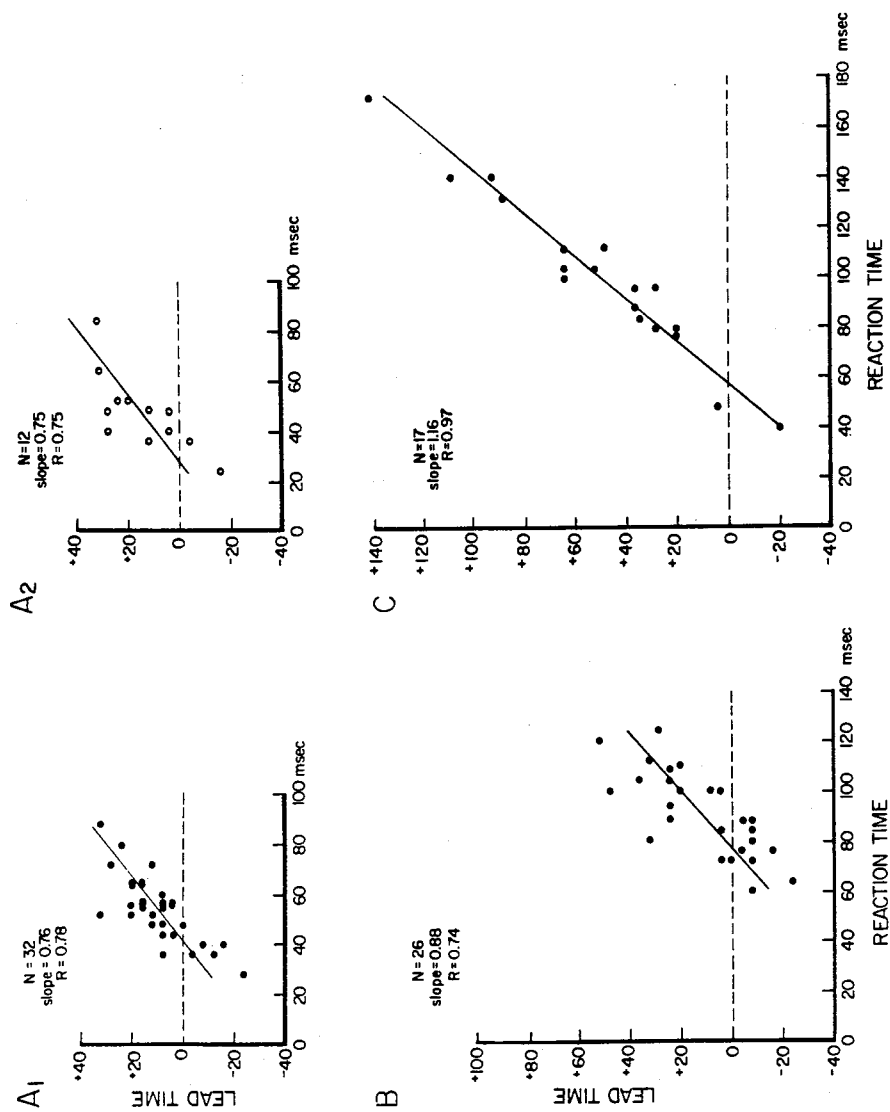 A1
N = 32
slope = 0.76
R = 0.78
+40
+20
0
-20
-40
LEAD TIME
0
20
40
60
80
100 msec
A2
N=12
slope=0.75
R=0.75
+40
+20
0
-20
-40
0
20
40
60
80
100 msec
B
N = 26
slope=0.88
R=0.74
+100
+80
+60
+40
+20
0
-20
-40
LEAD TIME
0
20
40
60
80
100
120
140
msec
REACTION TIME
C
N=17
slope=1.16
R=0.97
+140
+120
+100
+80
+60
+40
+20
0
-20
-40
0
20
40
60
80
100
120
140
160
180
msec
REACTION TIME